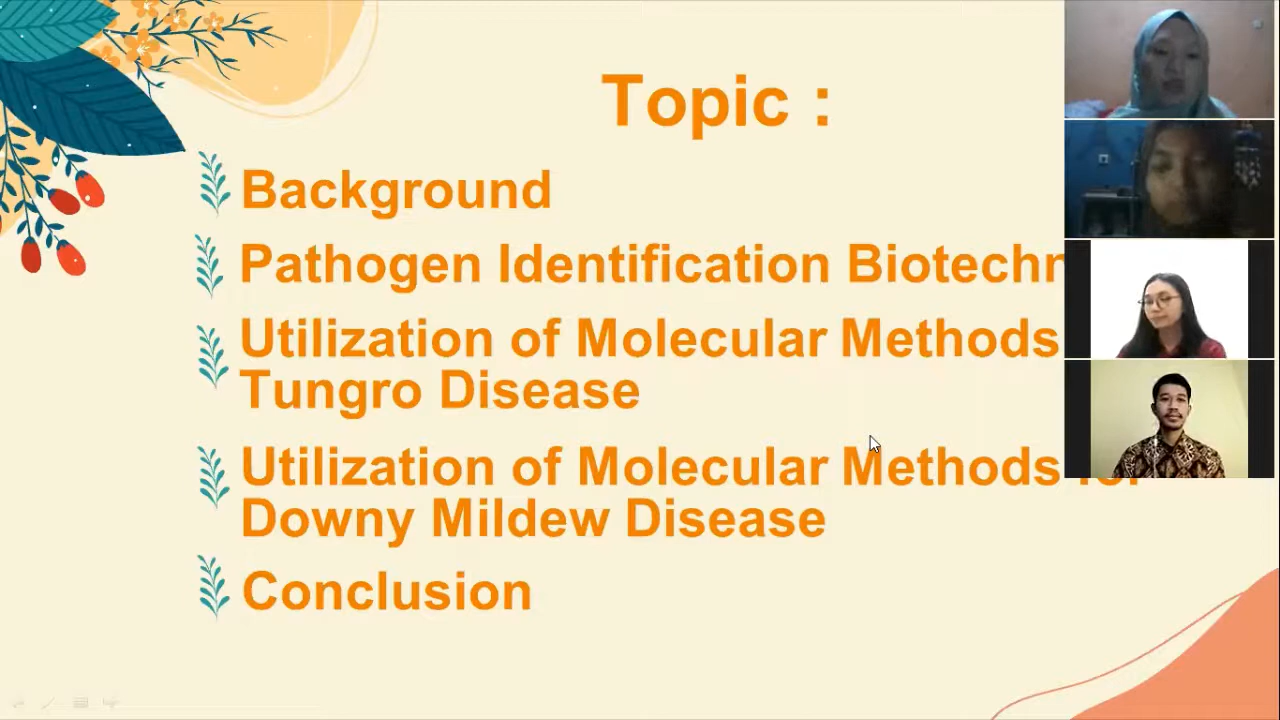 Topic :
Background
Pathogen Identification Biotechn
Utilization of Molecular Methods
Tungro Disease
Utilization of Molecular Methods for
Downy Mildew Disease
Conclusion